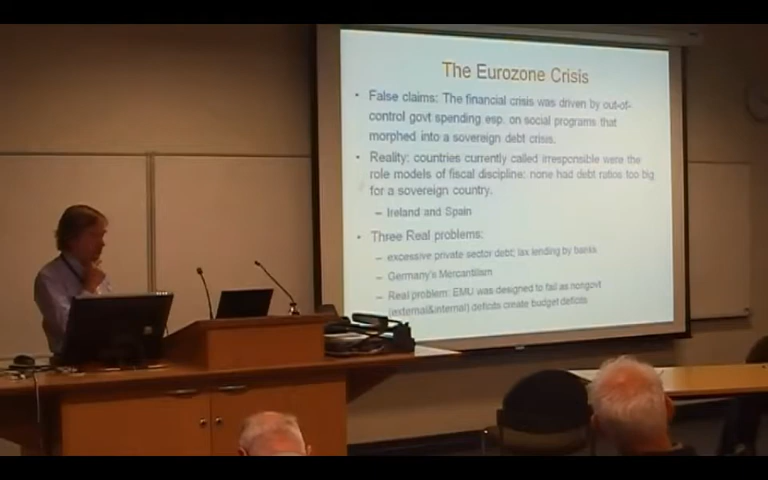 The Eurozone Crisis
• False claims: The financial crisis was driven by out-of-
control govt spending esp. on social programs that
morphed into a sovereign debt crisis.
• Reality: countries currently called irresponsible were the
role models of fiscal discipline: none had debt ratios too big
for a sovereign country.
– Ireland and Spain
• Three Real problems:
– excessive private sector debt; lax lending by banks
– Germany's Mercantilism
– Real problem: EMU was designed to fail as nongovt
(external&internal) deficits create budget deficits